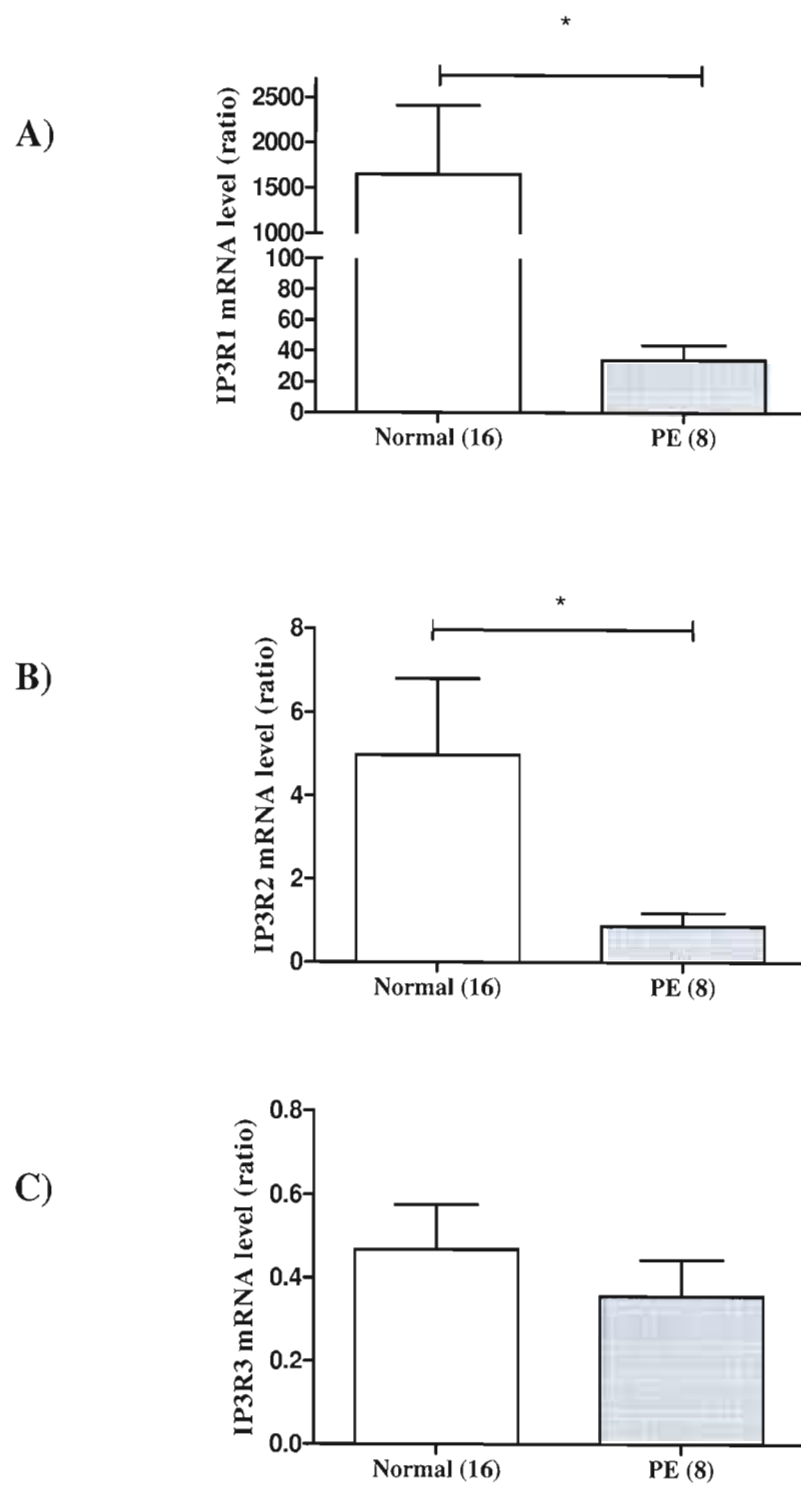 *
A)
IP3R1 mRNA level (ratio)
2500
2000
1500
1000
100
80
60
40
20
0
Normal (16)
PE (8)
*
B)
IP3R2 mRNA level (ratio)
8
6
4
2
0
Normal (16)
PE (8)
C)
IP3R3 mRNA level (ratio)
0.8
0.6
0.4
0.2
0.0
Normal (16)
PE (8)